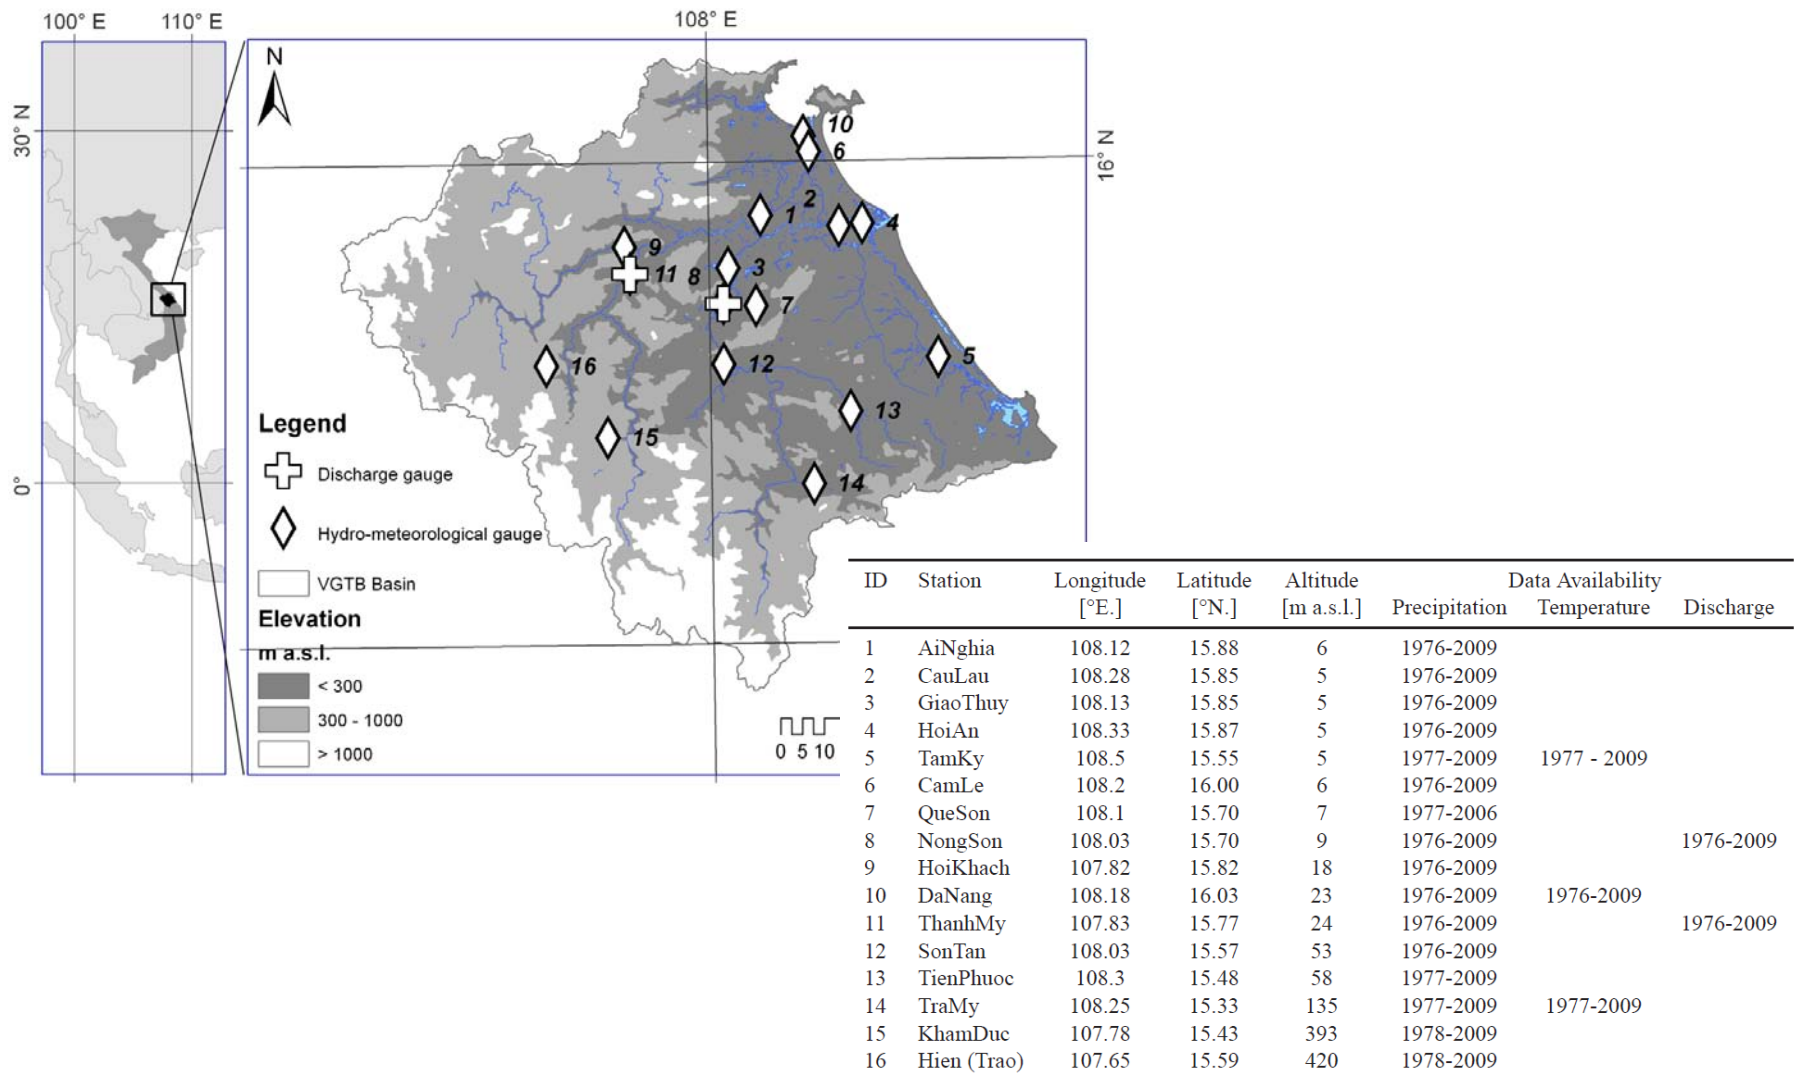 100° E 110° E
108° E
N
30° N
16° N
0°
10
6
2
1
4
9
3
11
8
7
5
16
12
13
15
14
Legend
Discharge gauge
Hydro-meteorological gauge
VGTB Basin
Elevation
m a.s.l.
< 300
300 - 1000
> 1000
0 5 10
ID Station Longitude Latitude Altitude Data Availability
[°E.] [°N.] [m a.s.l.] Precipitation Temperature Discharge
1 AiNghia 108.12 15.88 6 1976-2009
2 CauLau 108.28 15.85 5 1976-2009
3 GiaoThuy 108.13 15.85 5 1976-2009
4 HoiAn 108.33 15.87 5 1976-2009
5 TamKy 108.5 15.55 5 1977-2009 1977 - 2009
6 CamLe 108.2 16.00 6 1976-2009
7 QueSon 108.1 15.70 7 1977-2006
8 NongSon 108.03 15.70 9 1976-2009 1976-2009
9 HoiKhach 107.82 15.82 18 1976-2009
10 DaNang 108.18 16.03 23 1976-2009 1976-2009
11 ThanhMy 107.83 15.77 24 1976-2009 1976-2009
12 SonTan 108.03 15.57 53 1976-2009
13 TienPhuoc 108.3 15.48 58 1977-2009
14 TraMy 108.25 15.33 135 1977-2009 1977-2009
15 KhamDuc 107.78 15.43 393 1978-2009
16 Hien (Trao) 107.65 15.59 420 1978-2009